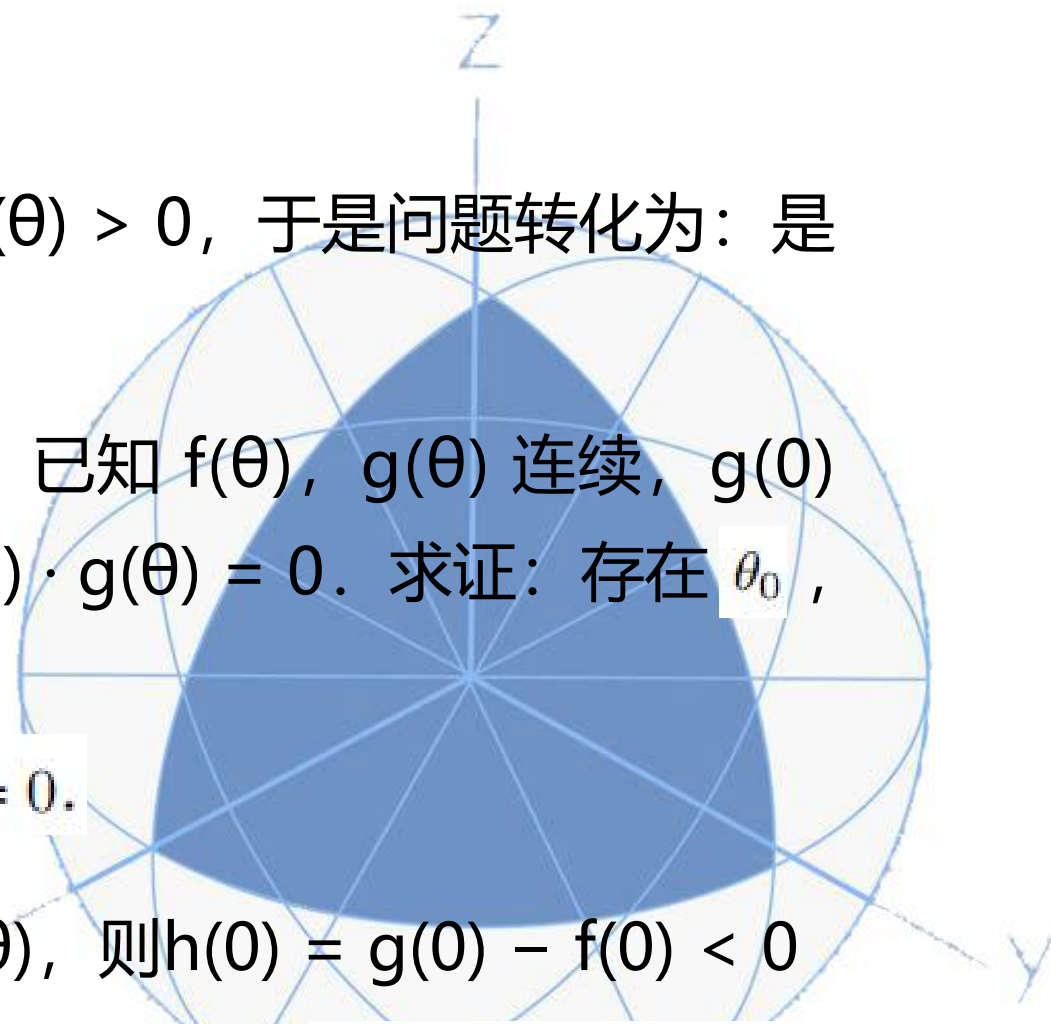 Z
(θ) > 0，于是问题转化为：是
已知 f(θ)，g(θ) 连续，g(0)
) · g(θ) = 0．求证：存在 θ₀ ，
= 0.
θ)，则h(0) = g(0) − f(0) < 0
y